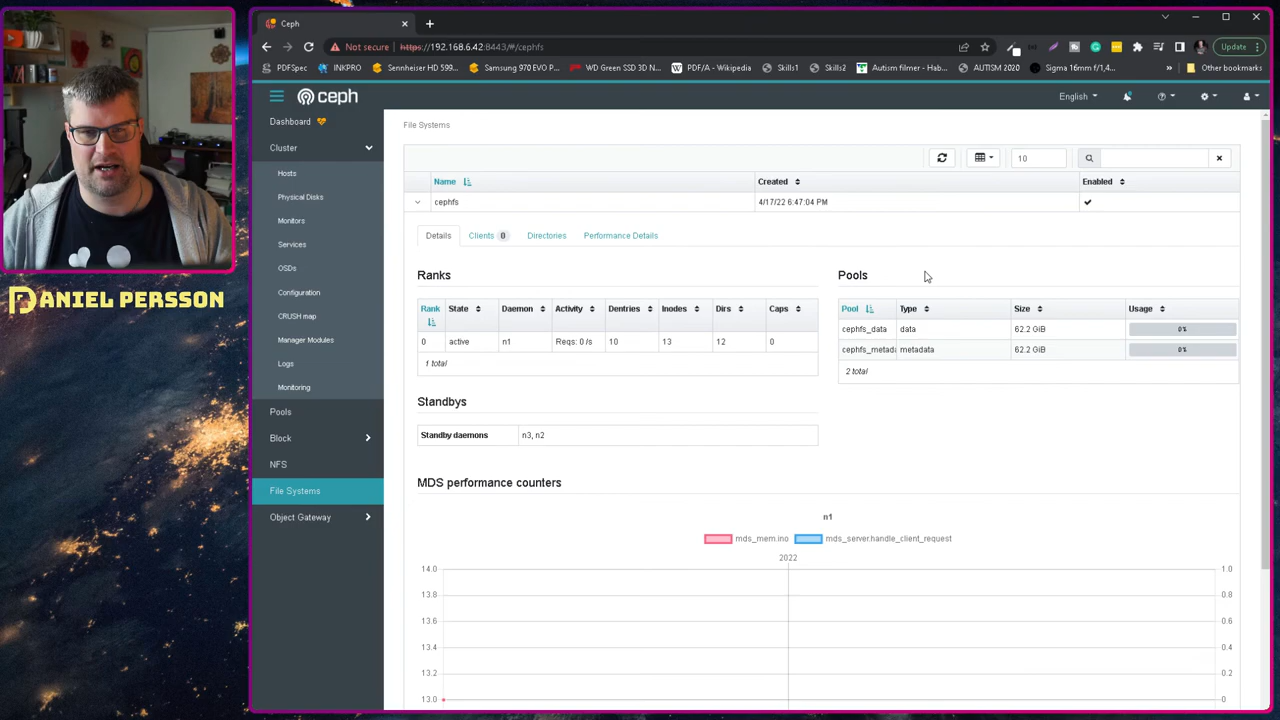 Ceph
Not secure https://192.168.6.42:8443/#/cephfs
Update
PDFSpec INKPRO Sennheiser HD 599... Samsung 970 EVO P... WD Green SSD 3D N... PDF/A - Wikipedia Skills1 Skills2 Autism filmer - Hab... AUTISM 2020 Sigma 16mm f/1,4... » Other bookmarks
ceph
English
Dashboard
Cluster
Hosts
Physical Disks
Monitors
Services
OSDs
Configuration
CRUSH map
Manager Modules
Logs
Monitoring
Pools
Block
NFS
File Systems
Object Gateway
File Systems
10
Name Created Enabled
cephfs 4/17/22 6:47:04 PM
Details Clients 0 Directories Performance Details
Ranks
Rank State Daemon Activity Dentries Inodes Dirs Caps
0 active n1 Reqs: 0 /s 10 13 12 0
1 total
Pools
Pool Type Size Usage
cephfs_data data 62.2 GiB 0%
cephfs_metada metadata 62.2 GiB 0%
2 total
Standbys
Standby daemons n3, n2
MDS performance counters
n1
mds_mem.ino mds_server.handle_client_request
2022
14.0 1.0
13.8 0.8
13.6 0.6
13.4 0.4
13.2 0.2
13.0 0
DANIEL PERSSON